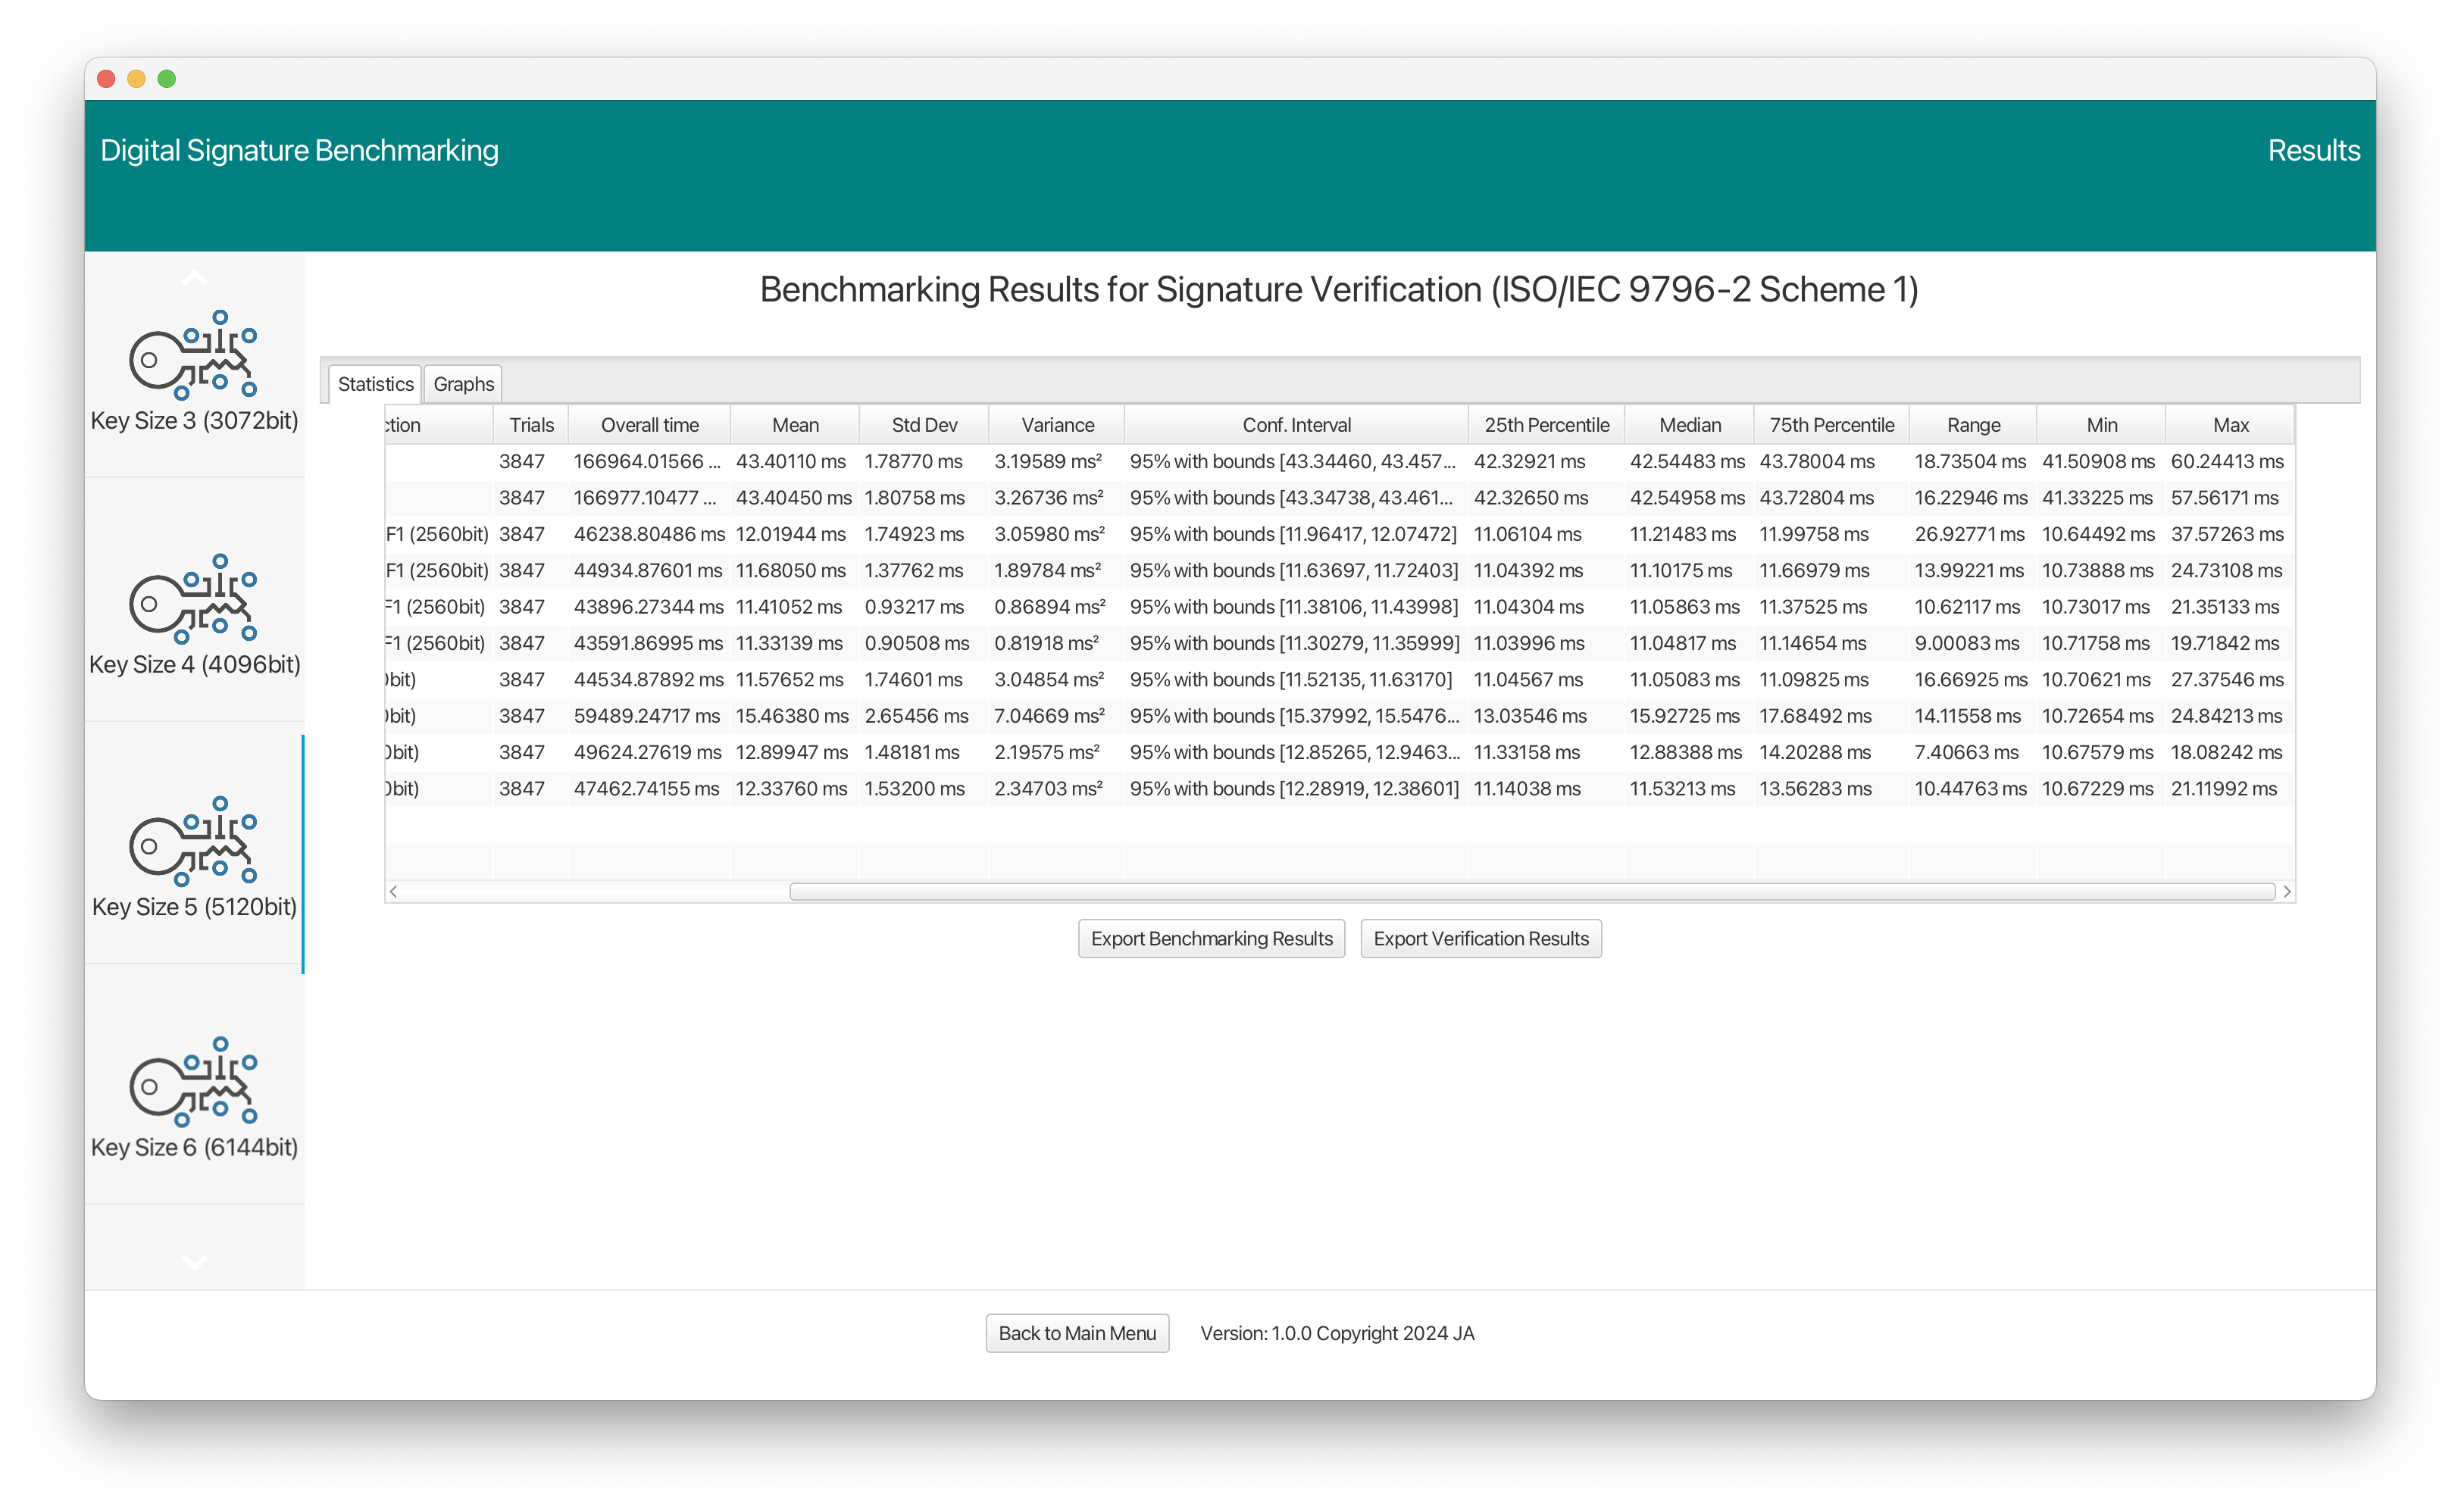 Digital Signature Benchmarking
Results
Key Size 3 (3072bit)
Key Size 4 (4096bit)
Key Size 5 (5120bit)
Key Size 6 (6144bit)
Benchmarking Results for Signature Verification (ISO/IEC 9796-2 Scheme 1)
Statistics Graphs
ction Trials Overall time Mean Std Dev Variance Conf. Interval 25th Percentile Median 75th Percentile Range Min Max
3847 166964.01566 ... 43.40110 ms 1.78770 ms 3.19589 ms² 95% with bounds [43.34460, 43.457... 42.32921 ms 42.54483 ms 43.78004 ms 18.73504 ms 41.50908 ms 60.24413 ms
3847 166977.10477 ... 43.40450 ms 1.80758 ms 3.26736 ms² 95% with bounds [43.34738, 43.461... 42.32650 ms 42.54958 ms 43.72804 ms 16.22946 ms 41.33225 ms 57.56171 ms
F1 (2560bit) 3847 46238.80486 ms 12.01944 ms 1.74923 ms 3.05980 ms² 95% with bounds [11.96417, 12.07472] 11.06104 ms 11.21483 ms 11.99758 ms 26.92771 ms 10.64492 ms 37.57263 ms
F1 (2560bit) 3847 44934.87601 ms 11.68050 ms 1.37762 ms 1.89784 ms² 95% with bounds [11.63697, 11.72403] 11.04392 ms 11.10175 ms 11.66979 ms 13.99221 ms 10.73888 ms 24.73108 ms
F1 (2560bit) 3847 43896.27344 ms 11.41052 ms 0.93217 ms 0.86894 ms² 95% with bounds [11.38106, 11.43998] 11.04304 ms 11.05863 ms 11.37525 ms 10.62117 ms 10.73017 ms 21.35133 ms
F1 (2560bit) 3847 43591.86995 ms 11.33139 ms 0.90508 ms 0.81918 ms² 95% with bounds [11.30279, 11.35999] 11.03996 ms 11.04817 ms 11.14654 ms 9.00083 ms 10.71758 ms 19.71842 ms
0bit) 3847 44534.87892 ms 11.57652 ms 1.74601 ms 3.04854 ms² 95% with bounds [11.52135, 11.63170] 11.04567 ms 11.05083 ms 11.09825 ms 16.66925 ms 10.70621 ms 27.37546 ms
0bit) 3847 59489.24717 ms 15.46380 ms 2.65456 ms 7.04669 ms² 95% with bounds [15.37992, 15.5476... 13.03546 ms 15.92725 ms 17.68492 ms 14.11558 ms 10.72654 ms 24.84213 ms
0bit) 3847 49624.27619 ms 12.89947 ms 1.48181 ms 2.19575 ms² 95% with bounds [12.85265, 12.9463... 11.33158 ms 12.88388 ms 14.20288 ms 7.40663 ms 10.67579 ms 18.08242 ms
0bit) 3847 47462.74155 ms 12.33760 ms 1.53200 ms 2.34703 ms² 95% with bounds [12.28919, 12.38601] 11.14038 ms 11.53213 ms 13.56283 ms 10.44763 ms 10.67229 ms 21.11992 ms
Export Benchmarking Results Export Verification Results
Back to Main Menu Version: 1.0.0 Copyright 2024 JA